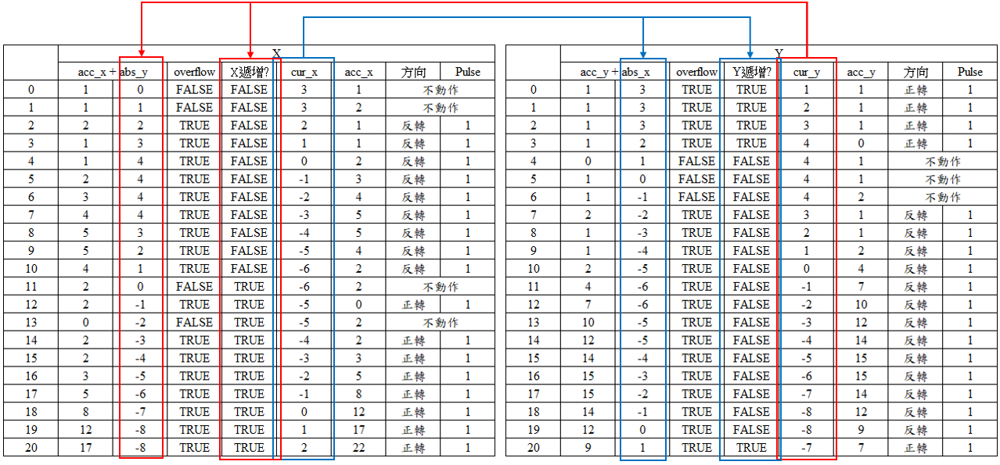 X Y
acc_x + abs_y overflow X遞增? cur_x acc_x 方向 Pulse acc_y + abs_x overflow Y遞增? cur_y acc_y 方向 Pulse
0 1 0 FALSE FALSE 3 1 不動作 0 1 3 TRUE TRUE 1 1 正轉 1
1 1 1 FALSE FALSE 3 2 不動作 1 1 3 TRUE TRUE 2 1 正轉 1
2 2 2 TRUE FALSE 2 1 反轉 1 2 1 3 TRUE TRUE 3 1 正轉 1
3 1 3 TRUE FALSE 1 1 反轉 1 3 1 2 TRUE TRUE 4 0 正轉 1
4 1 4 TRUE FALSE 0 2 反轉 1 4 0 1 FALSE FALSE 4 1 不動作
5 2 4 TRUE FALSE -1 3 反轉 1 5 1 0 FALSE FALSE 4 1 不動作
6 3 4 TRUE FALSE -2 4 反轉 1 6 1 -1 FALSE FALSE 4 2 不動作
7 4 4 TRUE FALSE -3 5 反轉 1 7 2 -2 TRUE FALSE 3 1 反轉 1
8 5 3 TRUE FALSE -4 5 反轉 1 8 1 -3 TRUE FALSE 2 1 反轉 1
9 5 2 TRUE FALSE -5 4 反轉 1 9 1 -4 TRUE FALSE 1 2 反轉 1
10 4 1 TRUE FALSE -6 2 反轉 1 10 2 -5 TRUE FALSE 0 4 反轉 1
11 2 0 FALSE TRUE -6 2 不動作 11 4 -6 TRUE FALSE -1 7 反轉 1
12 2 -1 TRUE TRUE -5 0 正轉 1 12 7 -6 TRUE FALSE -2 10 反轉 1
13 0 -2 FALSE TRUE -5 2 不動作 13 10 -5 TRUE FALSE -3 12 反轉 1
14 2 -3 TRUE TRUE -4 2 正轉 1 14 12 -5 TRUE FALSE -4 14 反轉 1
15 2 -4 TRUE TRUE -3 3 正轉 1 15 14 -4 TRUE FALSE -5 15 反轉 1
16 3 -5 TRUE TRUE -2 5 正轉 1 16 15 -3 TRUE FALSE -6 15 反轉 1
17 5 -6 TRUE TRUE -1 8 正轉 1 17 15 -2 TRUE FALSE -7 14 反轉 1
18 8 -7 TRUE TRUE 0 12 正轉 1 18 14 -1 TRUE FALSE -8 12 反轉 1
19 12 -8 TRUE TRUE 1 17 正轉 1 19 12 0 TRUE FALSE -8 9 反轉 1
20 17 -8 TRUE TRUE 2 22 正轉 1 20 9 1 TRUE TRUE -7 7 正轉 1